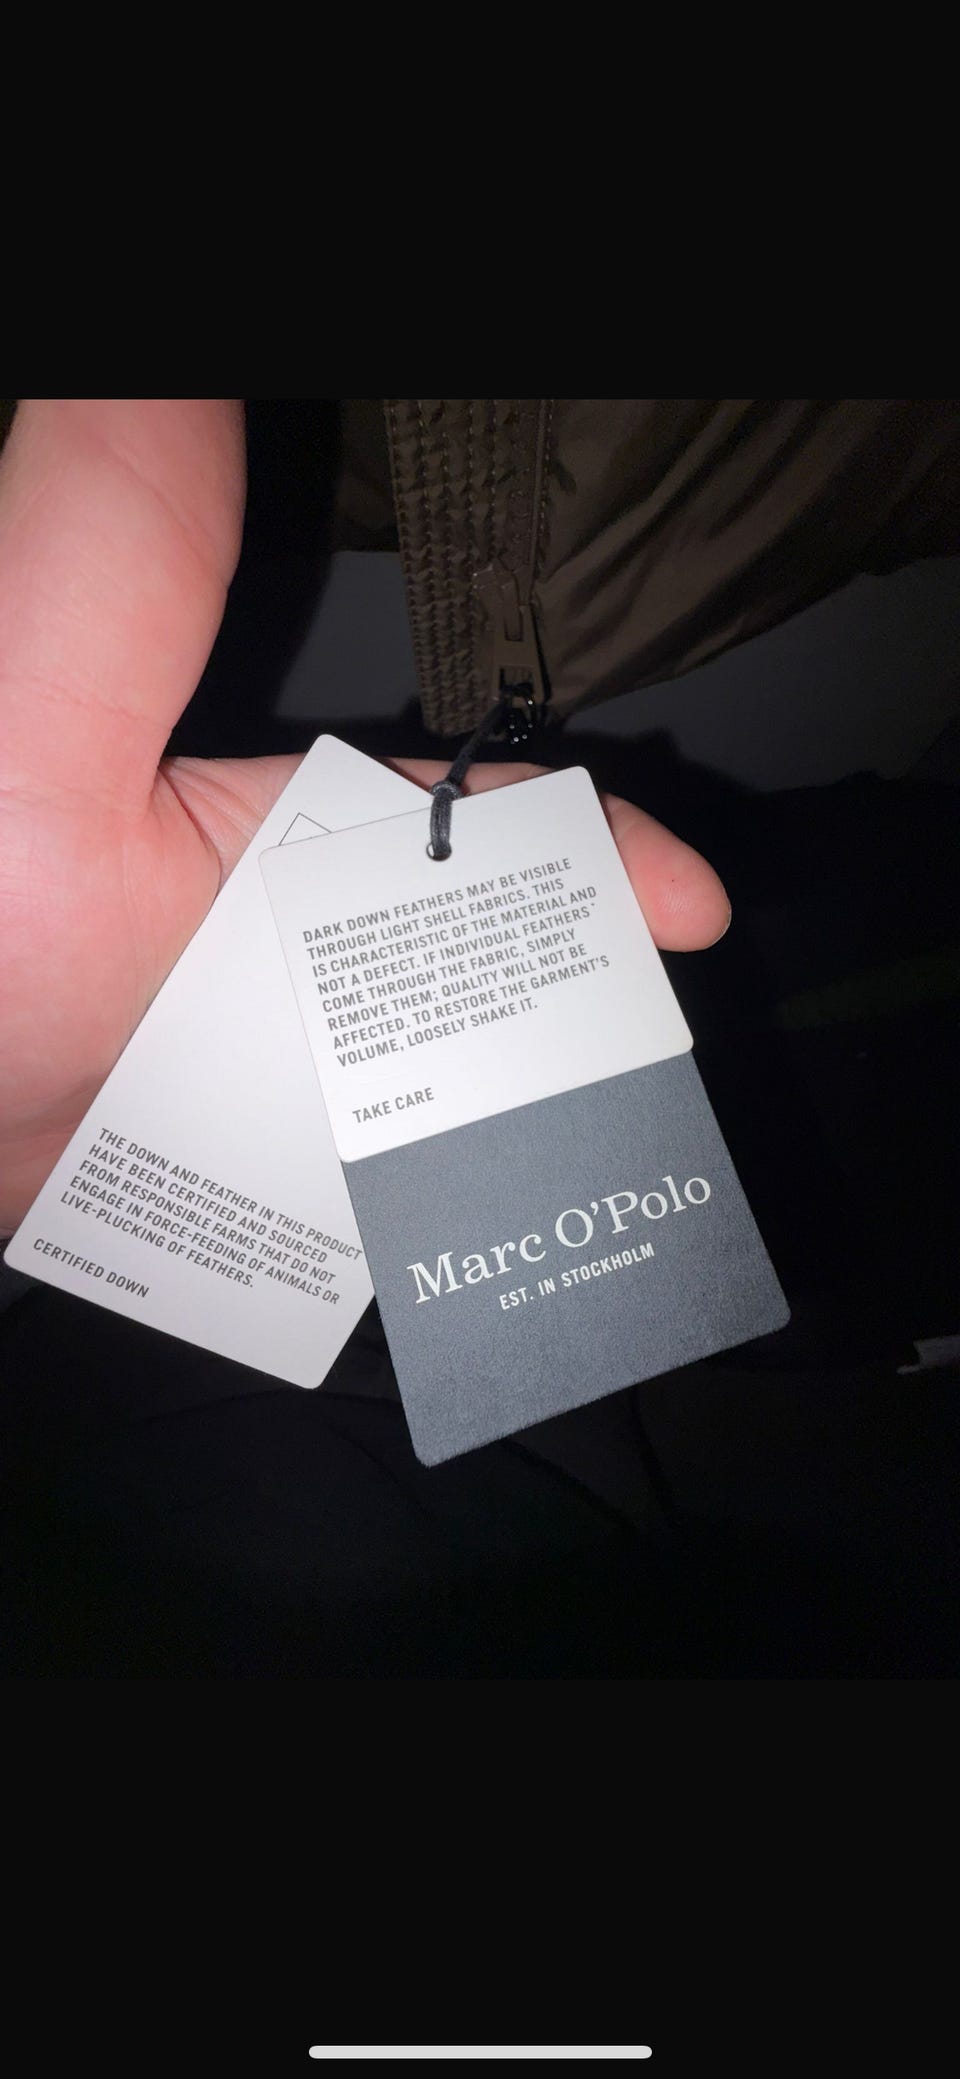 DARK DOWN FEATHERS MAY BE VISIBLE
THROUGH LIGHT SHELL FABRICS. THIS
IS CHARACTERISTIC OF THE MATERIAL AND
NOT A DEFECT. IF INDIVIDUAL FEATHERS
COME THROUGH THE FABRIC, SIMPLY
REMOVE THEM; QUALITY WILL NOT BE
AFFECTED. TO RESTORE THE GARMENT'S
VOLUME, LOOSELY SHAKE IT.
TAKE CARE
THE DOWN AND FEATHER IN THIS PRODUCT
HAVE BEEN CERTIFIED AND SOURCED
FROM RESPONSIBLE FARMS THAT DO NOT
ENGAGE IN FORCE-FEEDING OF ANIMALS OR
LIVE-PLUCKING OF FEATHERS.
CERTIFIED DOWN
Marc O'Polo
EST. IN STOCKHOLM